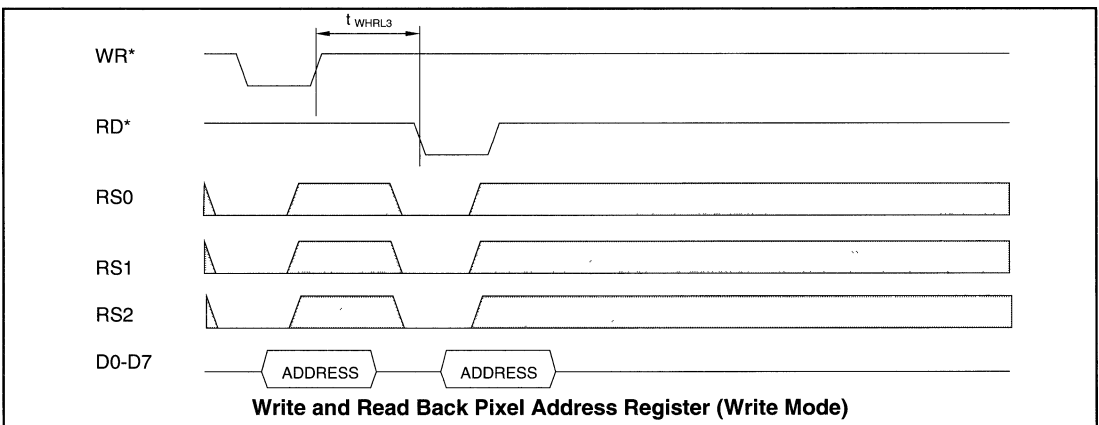 t WHRL3
WR*
RD*
RS0
RS1
RS2
D0-D7
ADDRESS ADDRESS
Write and Read Back Pixel Address Register (Write Mode)